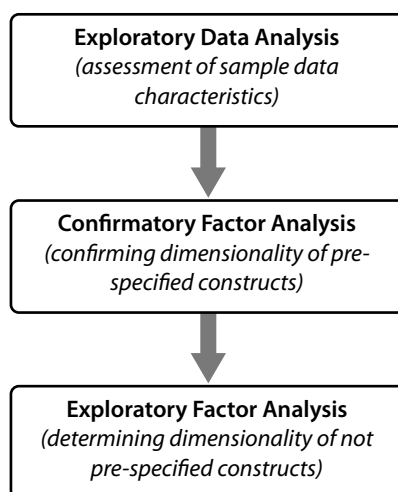 Exploratory Data Analysis
(assessment of sample data
characteristics)
Confirmatory Factor Analysis
(confirming dimensionality of pre-
specified constructs)
Exploratory Factor Analysis
(determining dimensionality of not
pre-specified constructs)